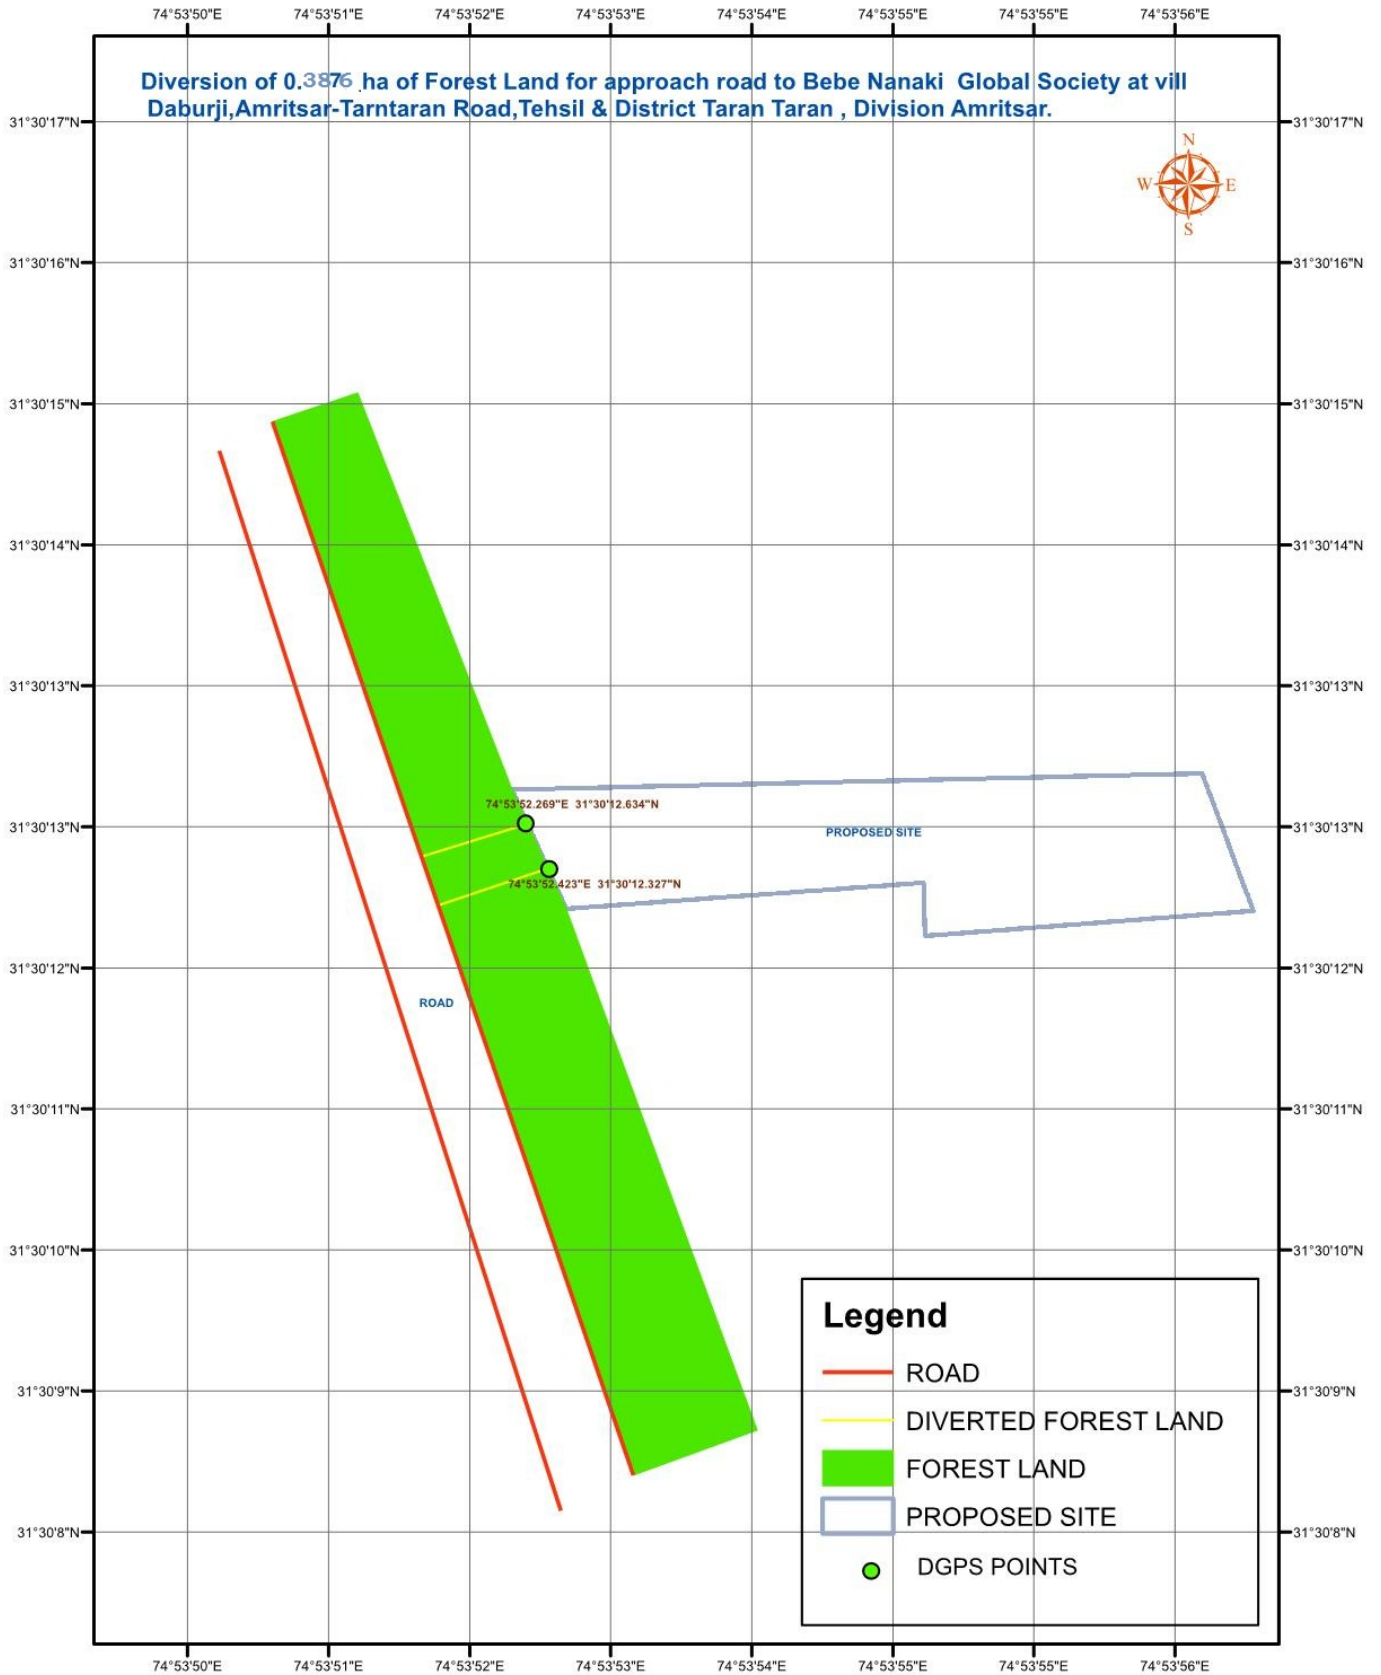 74°53'50"E 74°53'51"E 74°53'52"E 74°53'53"E 74°53'54"E 74°53'55"E 74°53'55"E 74°53'56"E
Diversion of 0.3876 ha of Forest Land for approach road to Bebe Nanaki Global Society at vill
Daburji,Amritsar-Tarntaran Road,Tehsil & District Taran Taran , Division Amritsar.
31°30'17"N 31°30'17"N
N
W E
S
31°30'16"N 31°30'16"N
31°30'15"N 31°30'15"N
31°30'14"N 31°30'14"N
31°30'13"N 31°30'13"N
74°53'52.269"E 31°30'12.634"N
31°30'13"N 31°30'13"N
PROPOSED SITE
74°53'52.423"E 31°30'12.327"N
31°30'12"N 31°30'12"N
ROAD
31°30'11"N 31°30'11"N
31°30'10"N 31°30'10"N
Legend
ROAD
31°30'9"N 31°30'9"N
DIVERTED FOREST LAND
FOREST LAND
PROPOSED SITE
31°30'8"N 31°30'8"N
DGPS POINTS
74°53'50"E 74°53'51"E 74°53'52"E 74°53'53"E 74°53'54"E 74°53'55"E 74°53'55"E 74°53'56"E